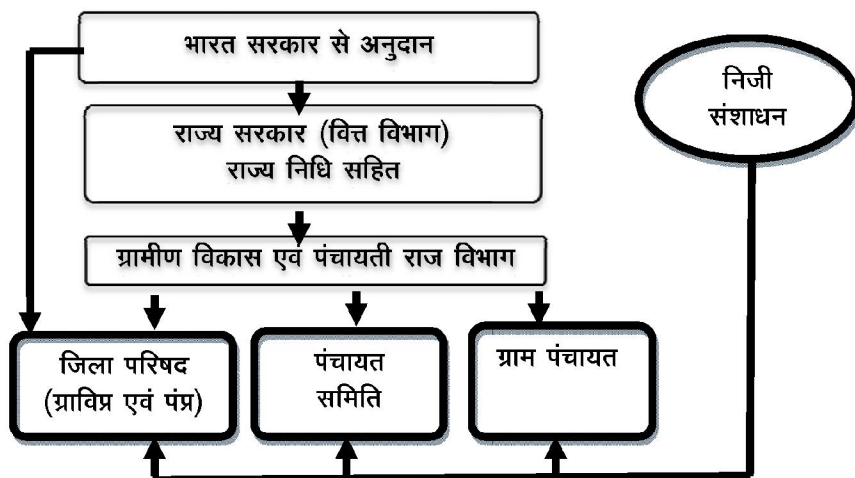 भारत सरकार से अनुदान
निजी
संशाधन
राज्य सरकार (वित्त विभाग)
राज्य निधि सहित
ग्रामीण विकास एवं पंचायती राज विभाग
जिला परिषद
(ग्राविप्र एवं पंप्र)
पंचायत
समिति
ग्राम पंचायत